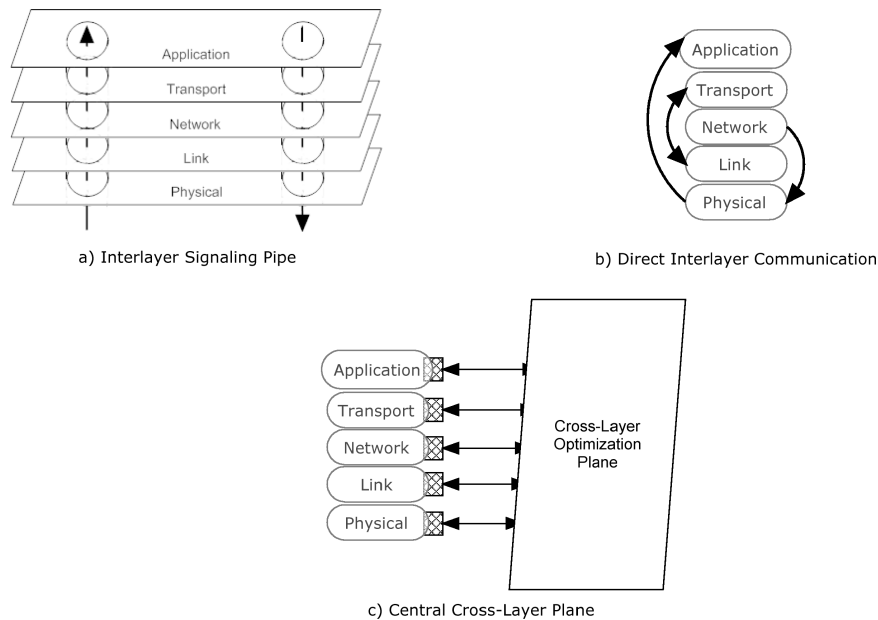 Application
Transport
Network
Link
Physical
a) Interlayer Signaling Pipe
Application
Transport
Network
Link
Physical
b) Direct Interlayer Communication
Application
Transport
Network
Link
Physical
Cross-Layer
Optimization
Plane
c) Central Cross-Layer Plane